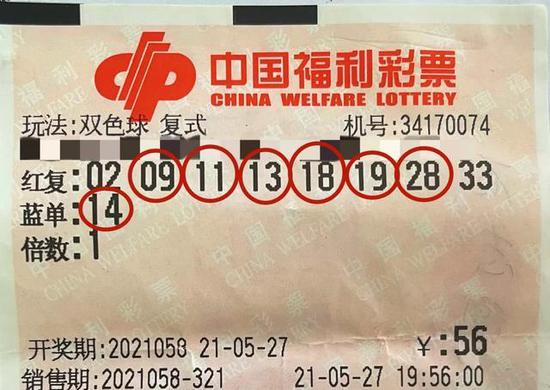 中国福利彩票
CHINA WELFARE LOTTERY
玩法:双色球 复式 机号:34170074
红复:02 09 11 13 18 19 28 33
蓝单:14
倍数:1
开奖期:2021058 21-05-27 ¥:56
销售期:2021058-321 21-05-27 19:56:00